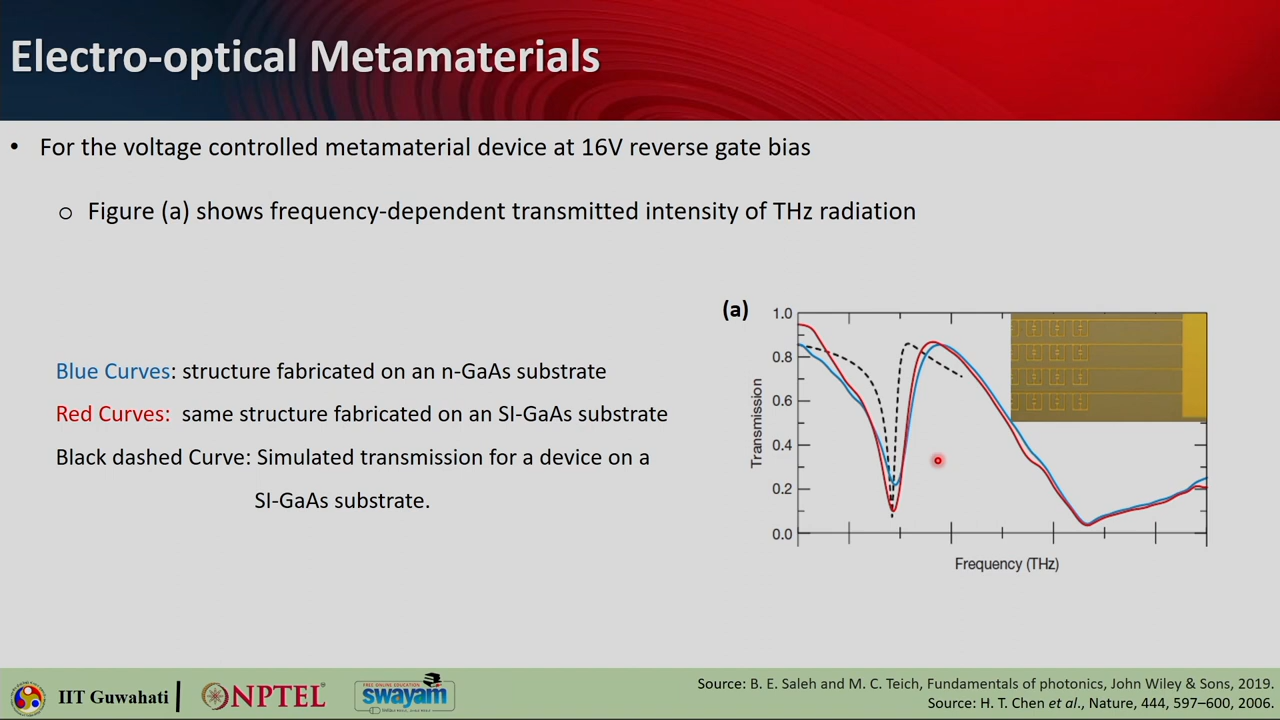 Electro-optical Metamaterials
• For the voltage controlled metamaterial device at 16V reverse gate bias
o Figure (a) shows frequency-dependent transmitted intensity of THz radiation
(a)
1.0
0.8
0.6
0.4
0.2
0.0
Transmission
Frequency (THz)
Blue Curves: structure fabricated on an n-GaAs substrate
Red Curves: same structure fabricated on an SI-GaAs substrate
Black dashed Curve: Simulated transmission for a device on a
SI-GaAs substrate.
IIT Guwahati
NPTEL
FREE ONLINE EDUCATION
swayam
Source: B. E. Saleh and M. C. Teich, Fundamentals of photonics, John Wiley & Sons, 2019.
Source: H. T. Chen et al., Nature, 444, 597–600, 2006.